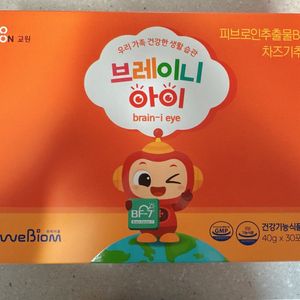 교원
우리 가족 건강한 생활 습관
브레이니
아이
brain-i eye
피브로인추출물B
차즈기추
BF-7
weBiom
GMP
건강기능식품
40g x 30포